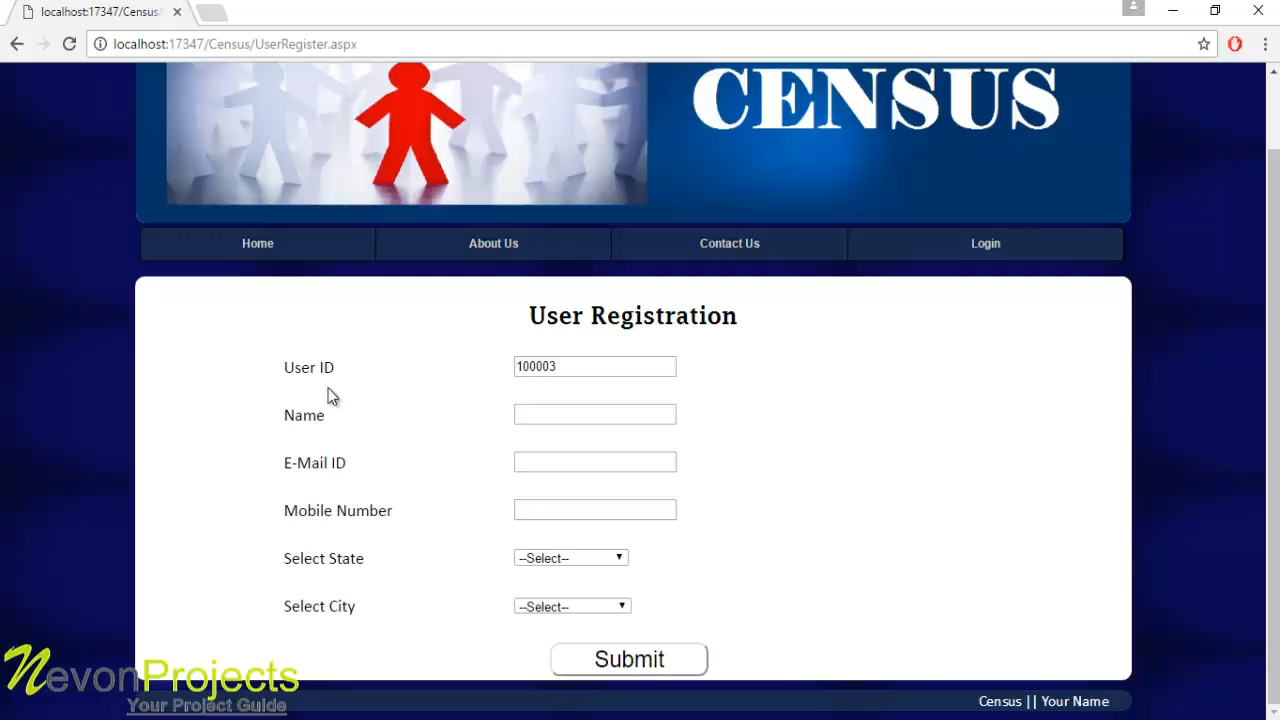 localhost:17347/Census/
localhost:17347/Census/UserRegister.aspx
CENSUS
Home
About Us
Contact Us
Login
User Registration
User ID
100003
Name
E-Mail ID
Mobile Number
Select State
--Select--
Select City
--Select--
Submit
NevonProjects
Your Project Guide
Census || Your Name